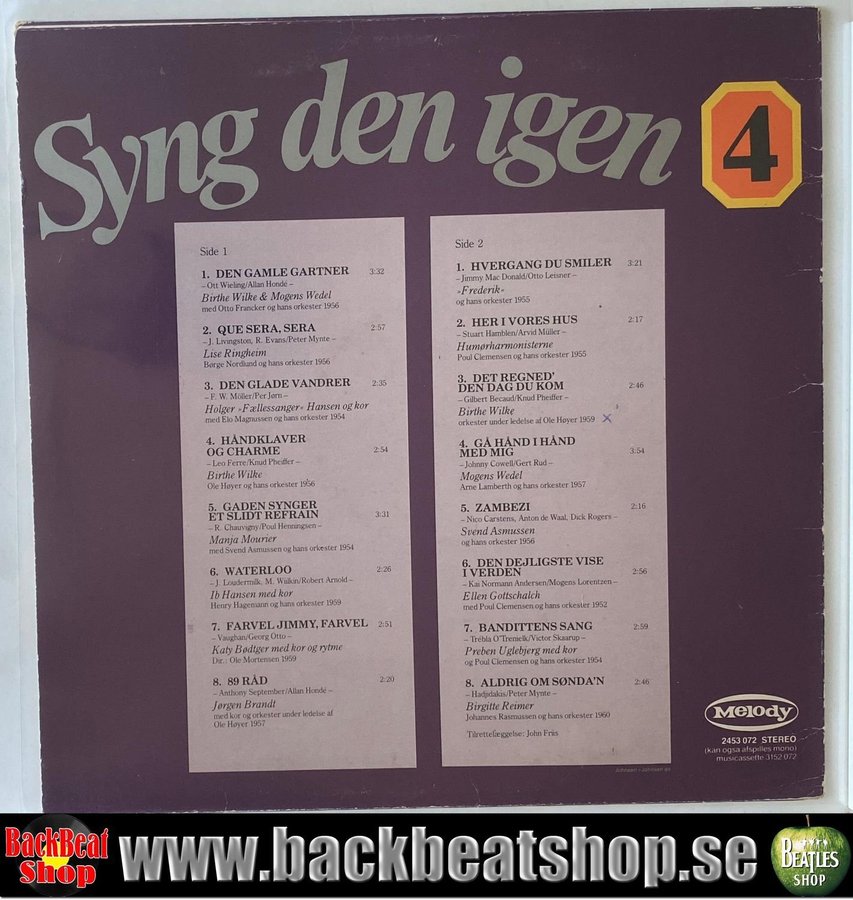 Syng den igen 4
Side 1
1. DEN GAMLE GARTNER 3:32
– Ott Wieling/Allan Hondé –
Birthe Wilke & Mogens Wedel
med Otto Francker og hans orkester 1956
2. QUE SERA, SERA 2:57
– J. Livingston, R. Evans/Peter Mynte –
Lise Ringheim
Børge Nordlund og hans orkester 1956
3. DEN GLADE VANDRER 2:35
– F. W. Möller/Per Jørn –
Holger »Fællessanger« Hansen og kor
med Elo Magnussen og hans orkester 1954
4. HÅNDKLAVER
OG CHARME 2:54
– Leo Ferre/Knud Pheiffer –
Birthe Wilke
Ole Høyer og hans orkester 1956
5. GADEN SYNGER
ET SLIDT REFRAIN 3:31
– R. Chauvigny/Poul Henningsen –
Manja Mourier
med Svend Asmussen og hans orkester 1954
6. WATERLOO 2:26
– J. Loudermilk, M. Wilikin/Robert Arnold –
Ib Hansen med kor
Henry Hagemann og hans orkester 1959
7. FARVEL JIMMY, FARVEL 2:51
– Vaughan/Georg Otto –
Katy Bødtger med kor og rytme
Dir.: Ole Mortensen 1959
8. 89 RÅD 2:20
– Anthony September/Allan Hondé –
Jørgen Brandt
med kor og orkester under ledelse af
Ole Høyer 1957
Side 2
1. HVERGANG DU SMILER 3:21
– Jimmy Mac Donald/Otto Leisner –
»Frederik«
og hans orkester 1955
2. HER I VORES HUS 2:17
– Stuart Hamblen/Arvid Müller –
Humørharmonisterne
Poul Clemensen og hans orkester 1955
3. DET REGNED'
DEN DAG DU KOM 2:46
– Gilbert Becaud/Knud Pheiffer –
Birthe Wilke
orkester under ledelse af Ole Høyer 1959 X
4. GÅ HÅND I HÅND
MED MIG 3:54
– Johnny Cowell/Gert Rud –
Mogens Wedel
Arne Lamberth og hans orkester 1957
5. ZAMBEZI 2:16
– Nico Carstens, Anton de Waal, Dick Rogers –
Svend Asmussen
og hans orkester 1956
6. DEN DEJLIGSTE VISE
I VERDEN 2:56
– Kai Normann Andersen/Mogens Lorentzen –
Ellen Gottschalch
med Poul Clemensen og hans orkester 1952
7. BANDITTENS SANG 2:59
– Trébla O'Trenielk/Victor Skaarup –
Preben Uglebjerg med kor
og Poul Clemensen og hans orkester 1954
8. ALDRIG OM SØNDA'N 2:46
– Hadjidakis/Peter Mynte –
Birgitte Reimer
Johannes Rasmussen og hans orkester 1960
Tilrettelæggelse: John Friis
Melody
2453 072 STEREO
(kan også afspilles mono)
musicassette 3152 072
BackBeat
Shop
www.backbeatshop.se
BEATLES
SHOP